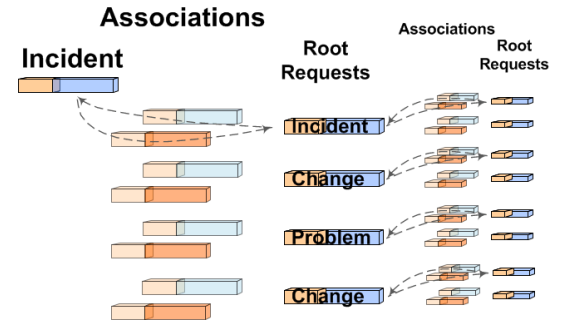 Associations
Incident
Root
Requests
Associations
Root
Requests
Incident
Change
Problem
Change